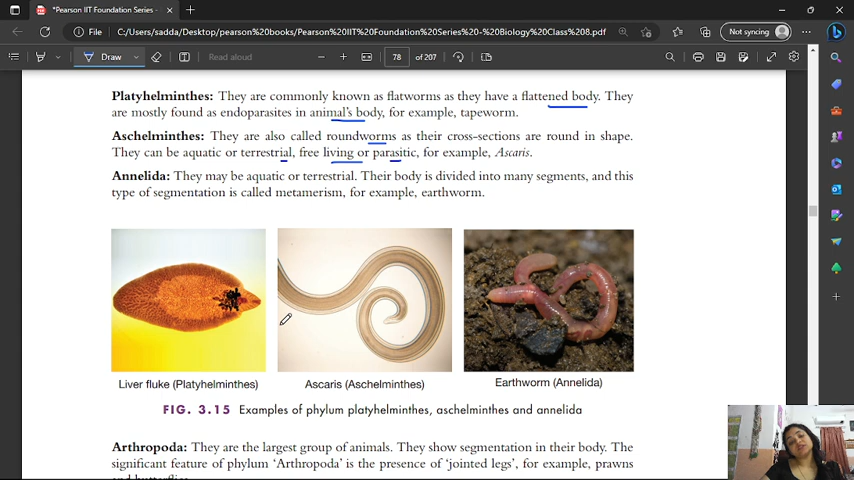 *Pearson IIT Foundation Series -
File
C:/Users/sadda/Desktop/pearson%20books/Pearson%20IIT%20Foundation%20Series%20-%20Biology%20Class%208.pdf
Not syncing
Draw
Read aloud
78
of 207
Platyhelminthes: They are commonly known as flatworms as they have a flattened body. They
are mostly found as endoparasites in animal's body, for example, tapeworm.
Aschelminthes: They are also called roundworms as their cross-sections are round in shape.
They can be aquatic or terrestrial, free living or parasitic, for example, Ascaris.
Annelida: They may be aquatic or terrestrial. Their body is divided into many segments, and this
type of segmentation is called metamerism, for example, earthworm.
Liver fluke (Platyhelminthes)
Ascaris (Aschelminthes)
Earthworm (Annelida)
FIG. 3.15 Examples of phylum platyhelminthes, aschelminthes and annelida
Arthropoda: They are the largest group of animals. They show segmentation in their body. The
significant feature of phylum 'Arthropoda' is the presence of 'jointed legs', for example, prawns
and butterflies.